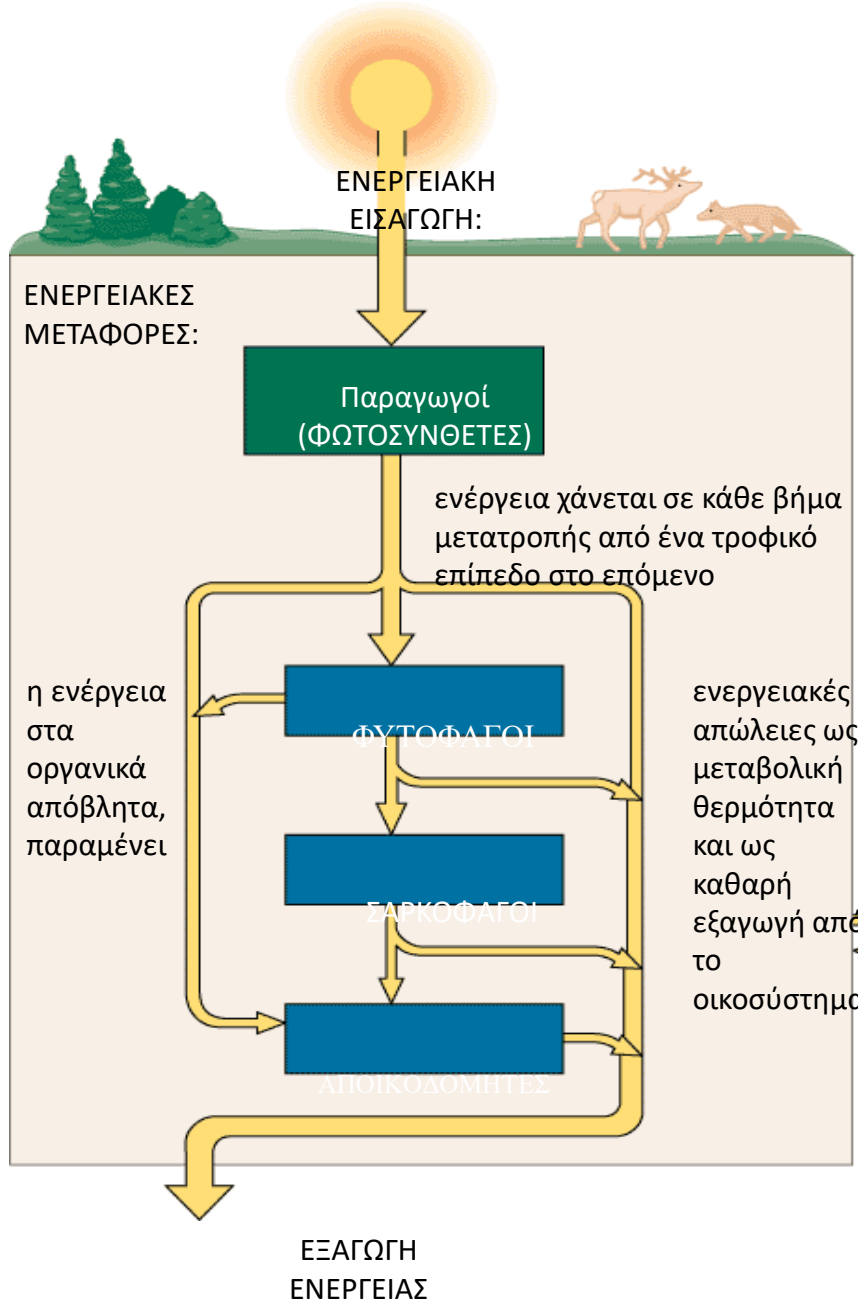 ΕΝΕΡΓΕΙΑΚΗ
ΕΙΣΑΓΩΓΗ:
ΕΝΕΡΓΕΙΑΚΕΣ
ΜΕΤΑΦΟΡΕΣ:
Παραγωγοί
(ΦΩΤΟΣΥΝΘΕΤΕΣ)
ενέργεια χάνεται σε κάθε βήμα
μετατροπής από ένα τροφικό
επίπεδο στο επόμενο
η ενέργεια
στα
οργανικά
απόβλητα,
παραμένει
ΦΥΤΟΦΑΓΟΙ
ΣΑΡΚΟΦΑΓΟΙ
ΑΠΟΙΚΟΔΟΜΗΤΕΣ
ενεργειακές
απώλειες ως
μεταβολική
θερμότητα
και ως
καθαρή
εξαγωγή από
το
οικοσύστημα
ΕΞΑΓΩΓΗ
ΕΝΕΡΓΕΙΑΣ